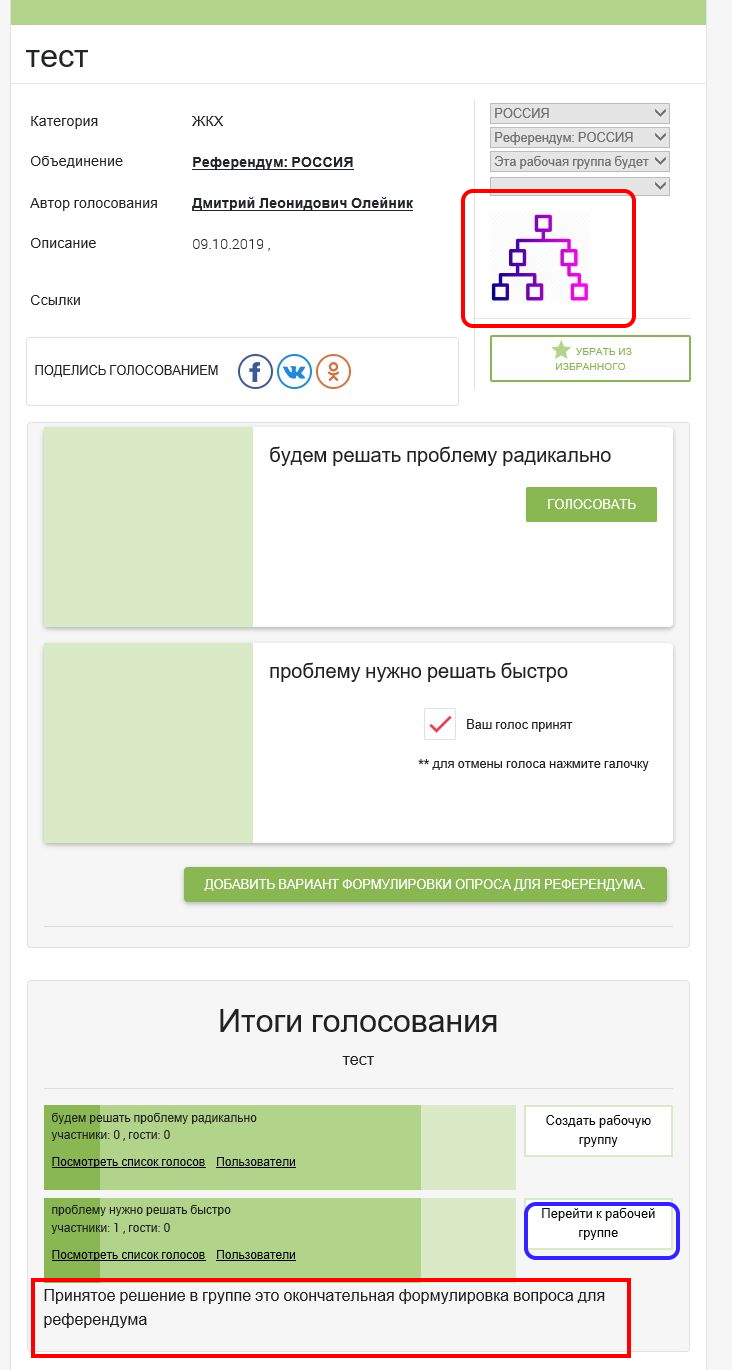 тест
Категория
ЖКХ
Объединение
Референдум: РОССИЯ
Автор голосования
Дмитрий Леонидович Олейник
Описание
09.10.2019 ,
Ссылки
РОССИЯ
Референдум: РОССИЯ
Эта рабочая группа будет
УБРАТЬ ИЗ
ИЗБРАННОГО
ПОДЕЛИСЬ ГОЛОСОВАНИЕМ
будем решать проблему радикально
ГОЛОСОВАТЬ
проблему нужно решать быстро
Ваш голос принят
** для отмены голоса нажмите галочку
ДОБАВИТЬ ВАРИАНТ ФОРМУЛИРОВКИ ОПРОСА ДЛЯ РЕФЕРЕНДУМА.
Итоги голосования
тест
будем решать проблему радикально
участники: 0 , гости: 0
Посмотреть список голосов Пользователи
Создать рабочую
группу
проблему нужно решать быстро
участники: 1 , гости: 0
Посмотреть список голосов Пользователи
Перейти к рабочей
группе
Принятое решение в группе это окончательная формулировка вопроса для
референдума